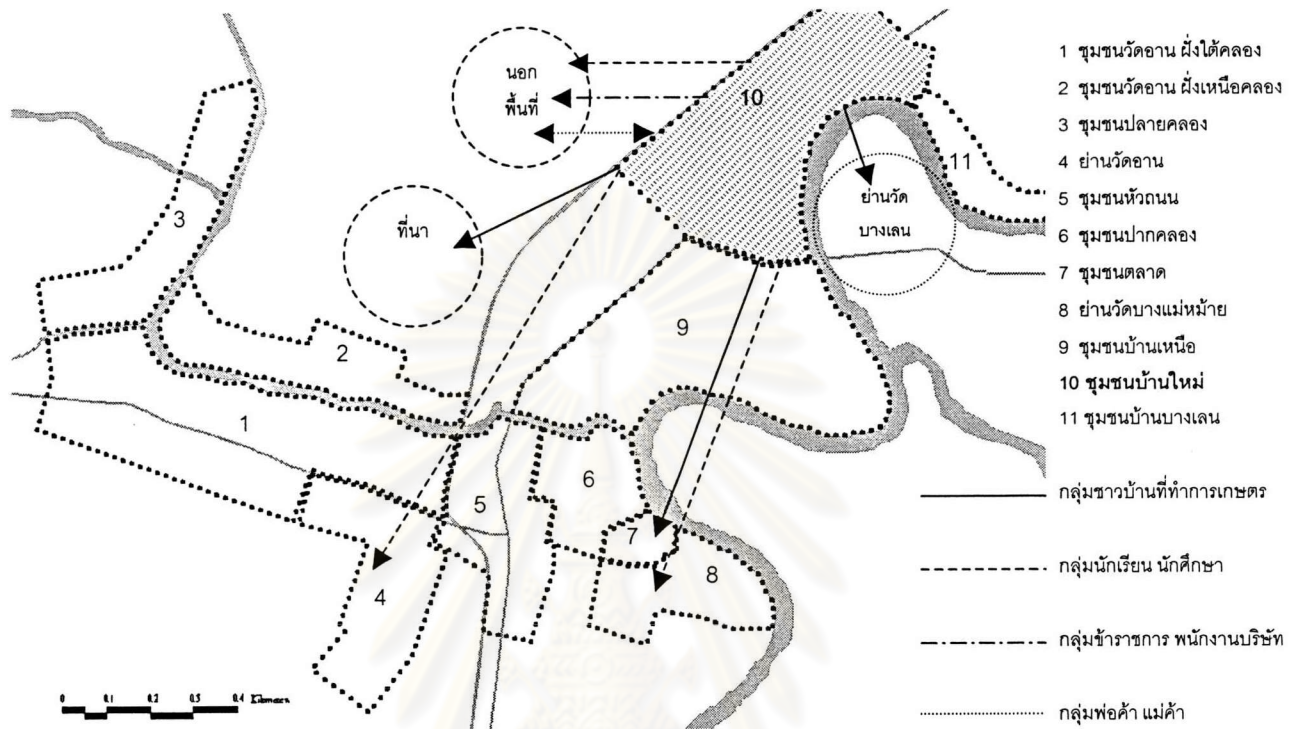 นอก
พื้นที่
10
11
ย่านวัด
บางเลน
ที่นา
3
9
2
1
6
5
7
8
4
0 0.1 0.2 0.3 0.4
1 ชุมชนวัดอาน ฝั่งใต้คลอง
2 ชุมชนวัดอาน ฝั่งเหนือคลอง
3 ชุมชนปลายคลอง
4 ย่านวัดอาน
5 ชุมชนหัวถนน
6 ชุมชนปากคลอง
7 ชุมชนตลาด
8 ย่านวัดบางแม่หม้าย
9 ชุมชนบ้านเหนือ
10 ชุมชนบ้านใหม่
11 ชุมชนบ้านบางเลน
กลุ่มชาวบ้านที่ทำการเกษตร
กลุ่มนักเรียน นักศึกษา
กลุ่มข้าราชการ พนักงานบริษัท
กลุ่มพ่อค้า แม่ค้า